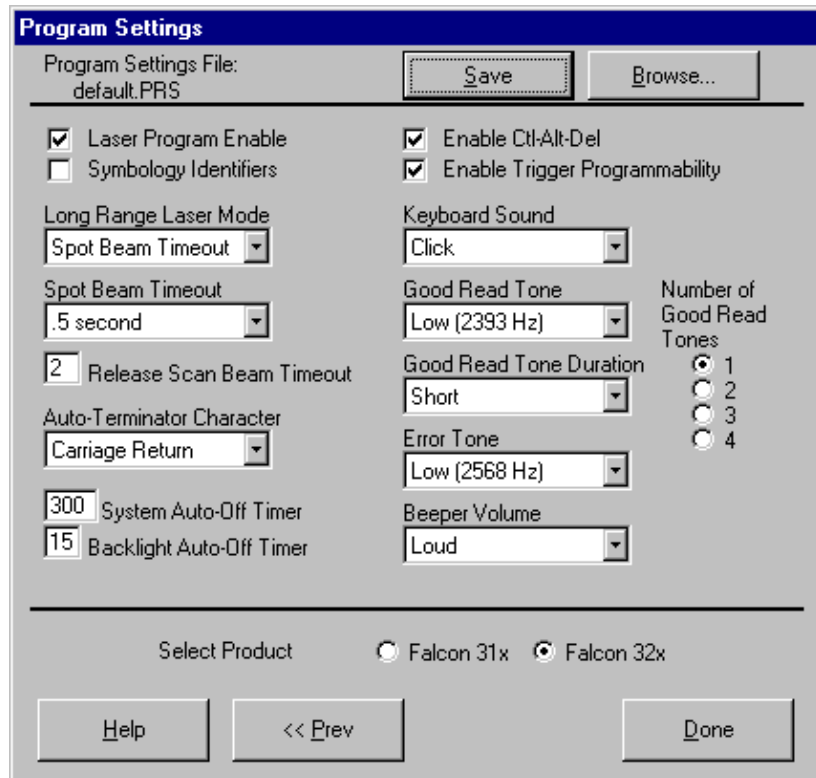 Program Settings
Program Settings File:
default.PRS
Save
Browse...
Laser Program Enable
Symbology Identifiers
Enable Ctl-Alt-Del
Enable Trigger Programmability
Long Range Laser Mode
Spot Beam Timeout
Spot Beam Timeout
.5 second
2 Release Scan Beam Timeout
Auto-Terminator Character
Carriage Return
300 System Auto-Off Timer
15 Backlight Auto-Off Timer
Keyboard Sound
Click
Good Read Tone
Low (2393 Hz)
Good Read Tone Duration
Short
Error Tone
Low (2568 Hz)
Beeper Volume
Loud
Number of
Good Read
Tones
1
2
3
4
Select Product
Falcon 31x
Falcon 32x
Help
<< Prev
Done